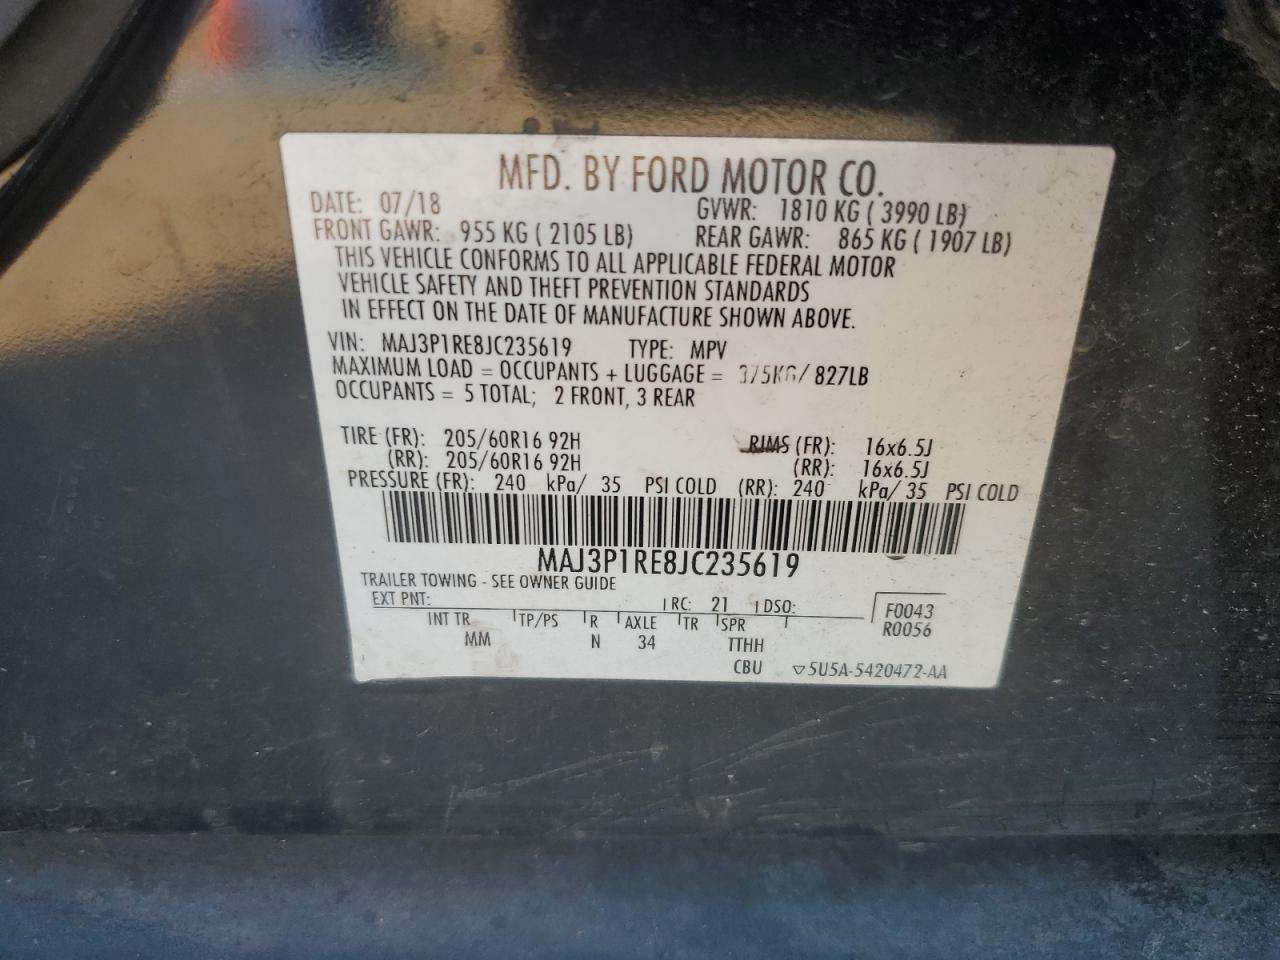 MFD. BY FORD MOTOR CO.
DATE: 07/18 GVWR: 1810 KG ( 3990 LB)
FRONT GAWR: 955 KG ( 2105 LB) REAR GAWR: 865 KG ( 1907 LB)
THIS VEHICLE CONFORMS TO ALL APPLICABLE FEDERAL MOTOR
VEHICLE SAFETY AND THEFT PREVENTION STANDARDS
IN EFFECT ON THE DATE OF MANUFACTURE SHOWN ABOVE.
VIN: MAJ3P1RE8JC235619 TYPE: MPV
MAXIMUM LOAD = OCCUPANTS + LUGGAGE = 375KG/ 827LB
OCCUPANTS = 5 TOTAL; 2 FRONT, 3 REAR
TIRE (FR): 205/60R16 92H RIMS (FR): 16x6.5J
(RR): 205/60R16 92H (RR): 16x6.5J
PRESSURE (FR): 240 kPa/ 35 PSI COLD (RR): 240 kPa/ 35 PSI COLD
MAJ3P1RE8JC235619
TRAILER TOWING - SEE OWNER GUIDE
EXT PNT: RC: 21 DSO: F0043
INT TR TP/PS R AXLE TR SPR R0056
MM N 34 TTHH
CBU ▽5U5A-5420472-AA